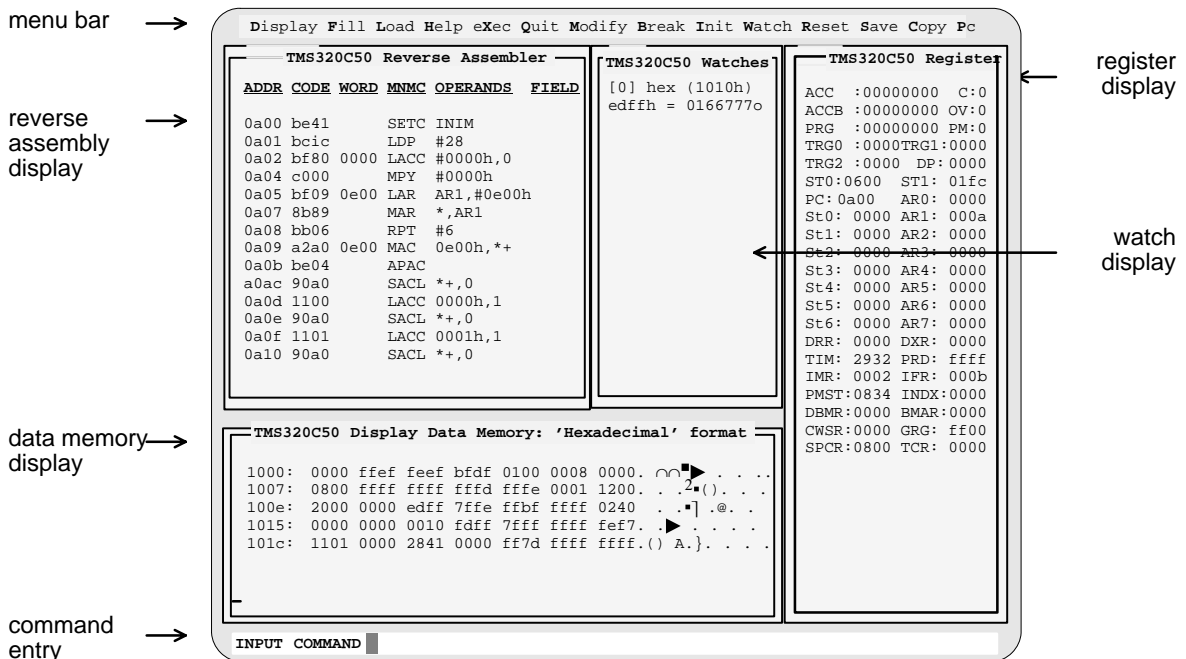 menu bar
Display Fill Load Help eXec Quit Modify Break Init Watch Reset Save Copy Pc
TMS320C50 Reverse Assembler
ADDR CODE WORD MNMC OPERANDS FIELD
0a00 be41 SETC INIM
0a01 bcic LDP #28
0a02 bf80 0000 LACC #0000h,0
0a04 c000 MPY #0000h
0a05 bf09 0e00 LAR AR1,#0e00h
0a07 8b89 MAR *,AR1
0a08 bb06 RPT #6
0a09 a2a0 0e00 MAC 0e00h,*+
0a0b be04 APAC
a0ac 90a0 SACL *+,0
0a0d 1100 LACC 0000h,1
0a0e 90a0 SACL *+,0
0a0f 1101 LACC 0001h,1
0a10 90a0 SACL *+,0
reverse
assembly
display
TMS320C50 Watches
[0] hex (1010h)
edffh = 0166777o
TMS320C50 Register
ACC :00000000 C:0
ACCB :00000000 OV:0
PRG :00000000 PM:0
TRG0 :0000TRG1:0000
TRG2 :0000 DP:0000
ST0:0600 ST1: 01fc
PC:0a00 AR0: 0000
St0: 0000 AR1: 000a
St1: 0000 AR2: 0000
St2: 0000 AR3: 0000
St3: 0000 AR4: 0000
St4: 0000 AR5: 0000
St5: 0000 AR6: 0000
St6: 0000 AR7: 0000
DRR: 0000 DXR: 0000
TIM: 2932 PRD: ffff
IMR: 0002 IFR: 000b
PMST:0834 INDX:0000
DBMR:0000 BMAR:0000
CWSR:0000 GRG: ff00
SPCR:0800 TCR: 0000
register
display
watch
display
data memory
display
TMS320C50 Display Data Memory: ’Hexadecimal’ format
1000: 0000 ffef feef bfdf 0100 0008 0000. ∩∩■▶ . . ..
1007: 0800 ffff ffff fffd fffe 0001 1200. . .2▪(). . .
100e: 2000 0000 edff 7ffe ffbf ffff 0240 . .▪┐ .@. .
1015: 0000 0000 0010 fdff 7fff ffff fef7. .▶ . . . .
101c: 1101 0000 2841 0000 ff7d ffff ffff.() A.}. . . .
command
entry
INPUT COMMAND